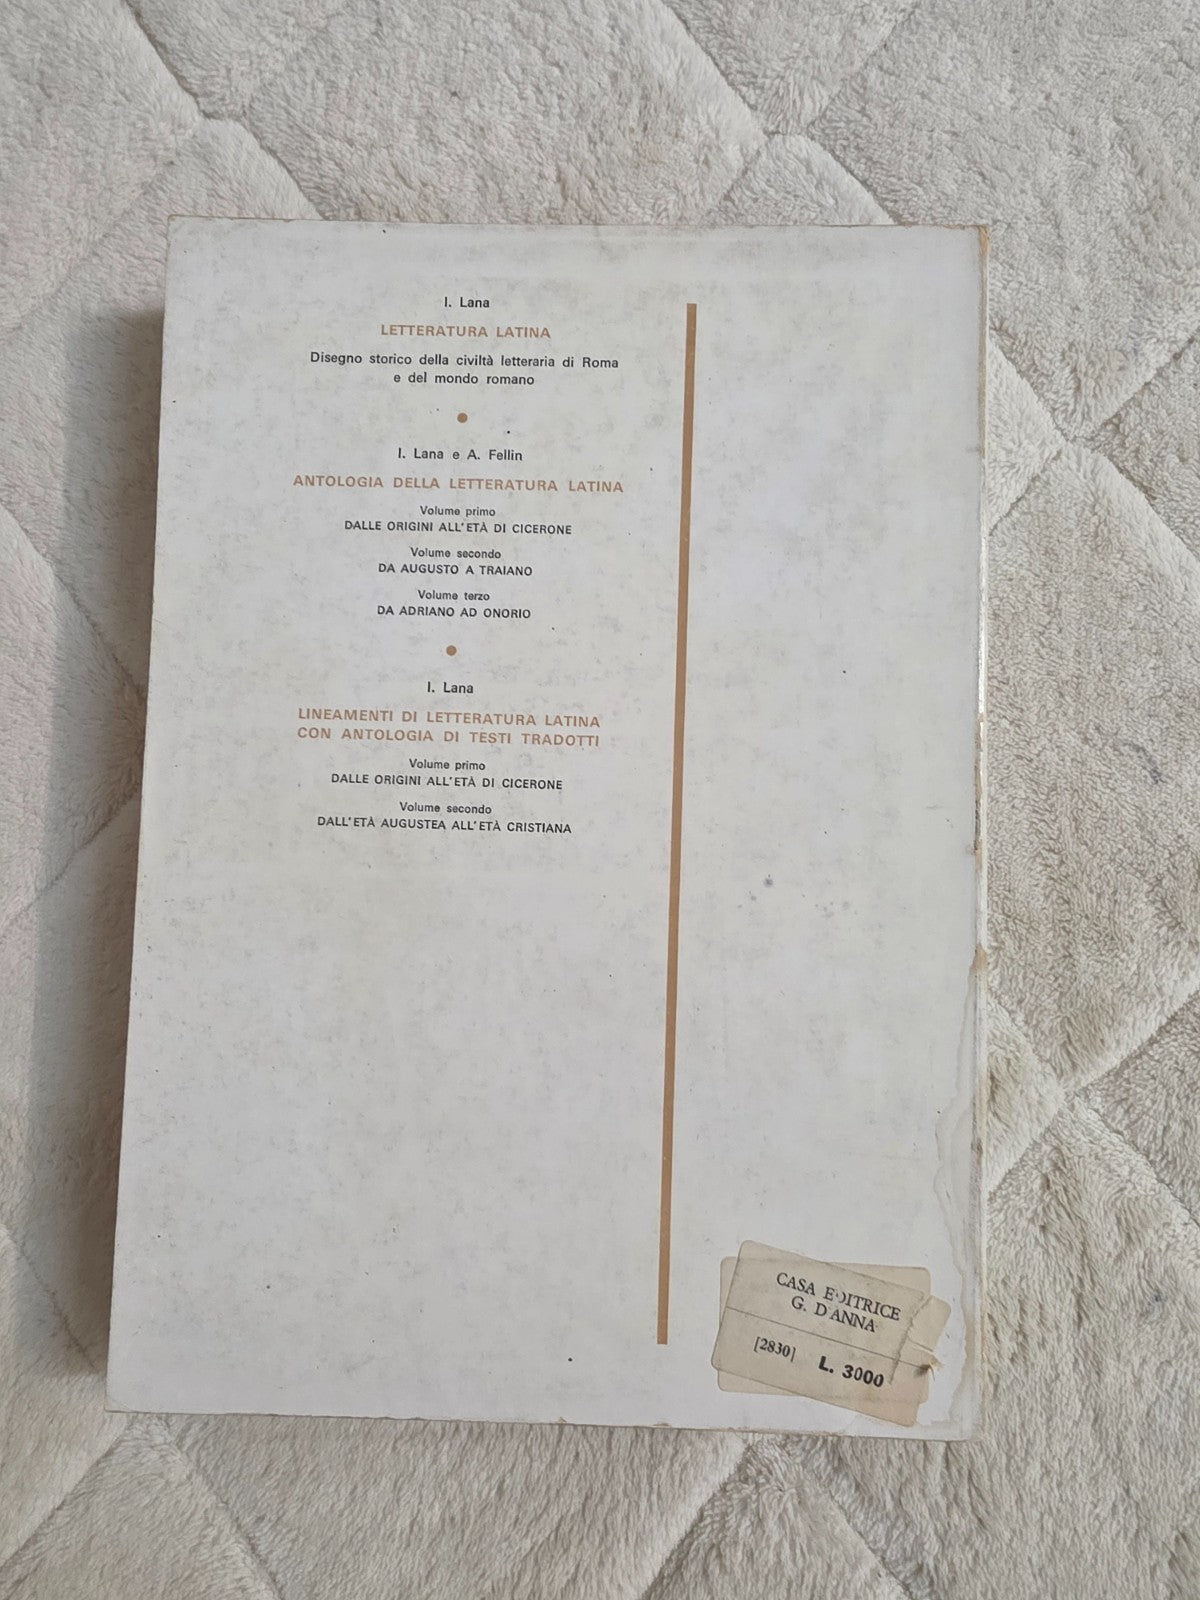 I. Lana
LETTERATURA LATINA
Disegno storico della civiltà letteraria di Roma
e del mondo romano
I. Lana e A. Fellin
ANTOLOGIA DELLA LETTERATURA LATINA
Volume primo
DALLE ORIGINI ALL'ETÀ DI CICERONE
Volume secondo
DA AUGUSTO A TRAIANO
Volume terzo
DA ADRIANO AD ONORIO
I. Lana
LINEAMENTI DI LETTERATURA LATINA
CON ANTOLOGIA DI TESTI TRADOTTI
Volume primo
DALLE ORIGINI ALL'ETÀ DI CICERONE
Volume secondo
DALL'ETÀ AUGUSTEA ALL'ETÀ CRISTIANA
CASA EDITRICE
G. D'ANNA
[2830] L. 3000